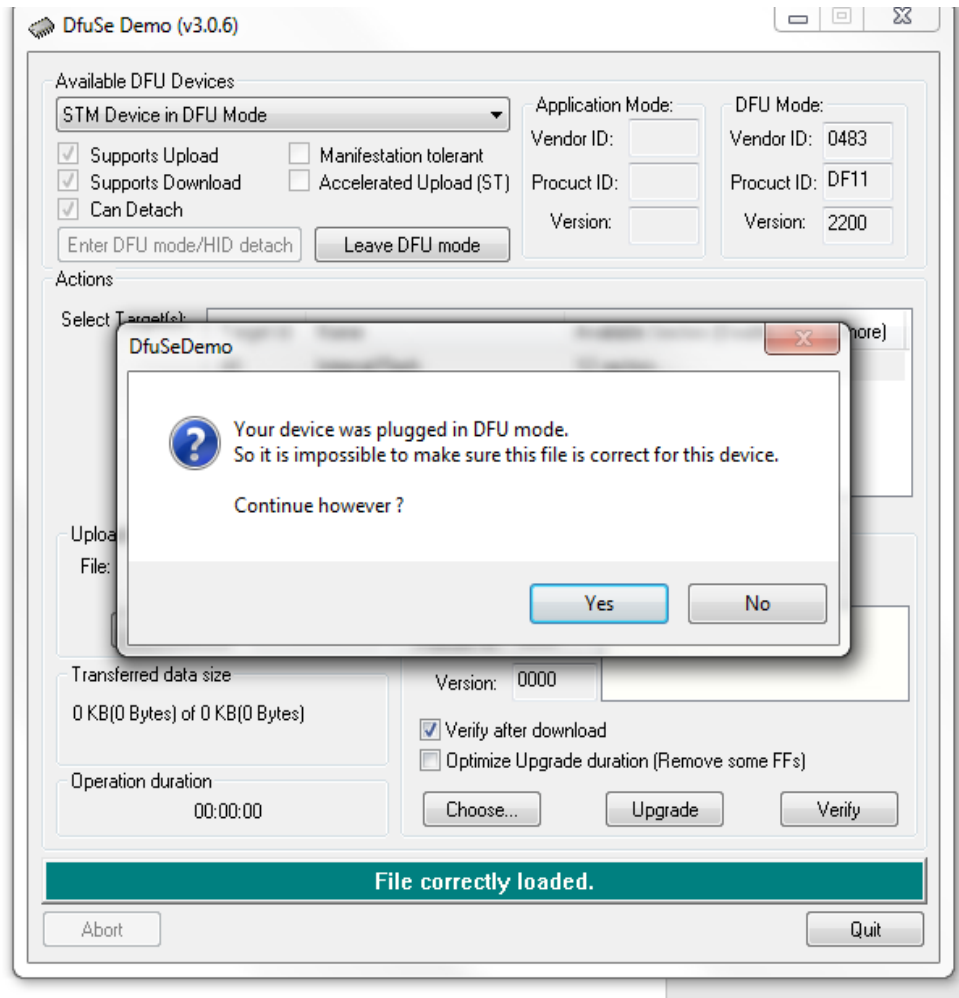 DfuSe Demo (v3.0.6)
Available DFU Devices
STM Device in DFU Mode
Supports Upload
Manifestation tolerant
Supports Download
Accelerated Upload (ST)
Can Detach
Enter DFU mode/HID detach
Leave DFU mode
Application Mode:
Vendor ID:
Procuct ID:
Version:
DFU Mode:
Vendor ID: 0483
Procuct ID: DF11
Version: 2200
Actions
Select Target(s):
more)
DfuSeDemo
Your device was plugged in DFU mode.
So it is impossible to make sure this file is correct for this device.
Continue however ?
Yes
No
Uploa
File:
Transferred data size
0 KB(0 Bytes) of 0 KB(0 Bytes)
Operation duration
00:00:00
Version: 0000
Verify after download
Optimize Upgrade duration (Remove some FFs)
Choose...
Upgrade
Verify
File correctly loaded.
Abort
Quit